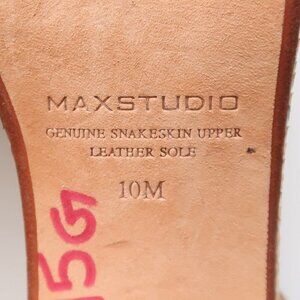 MAXSTUDIO
GENUINE SNAKESKIN UPPER
LEATHER SOLE
10M